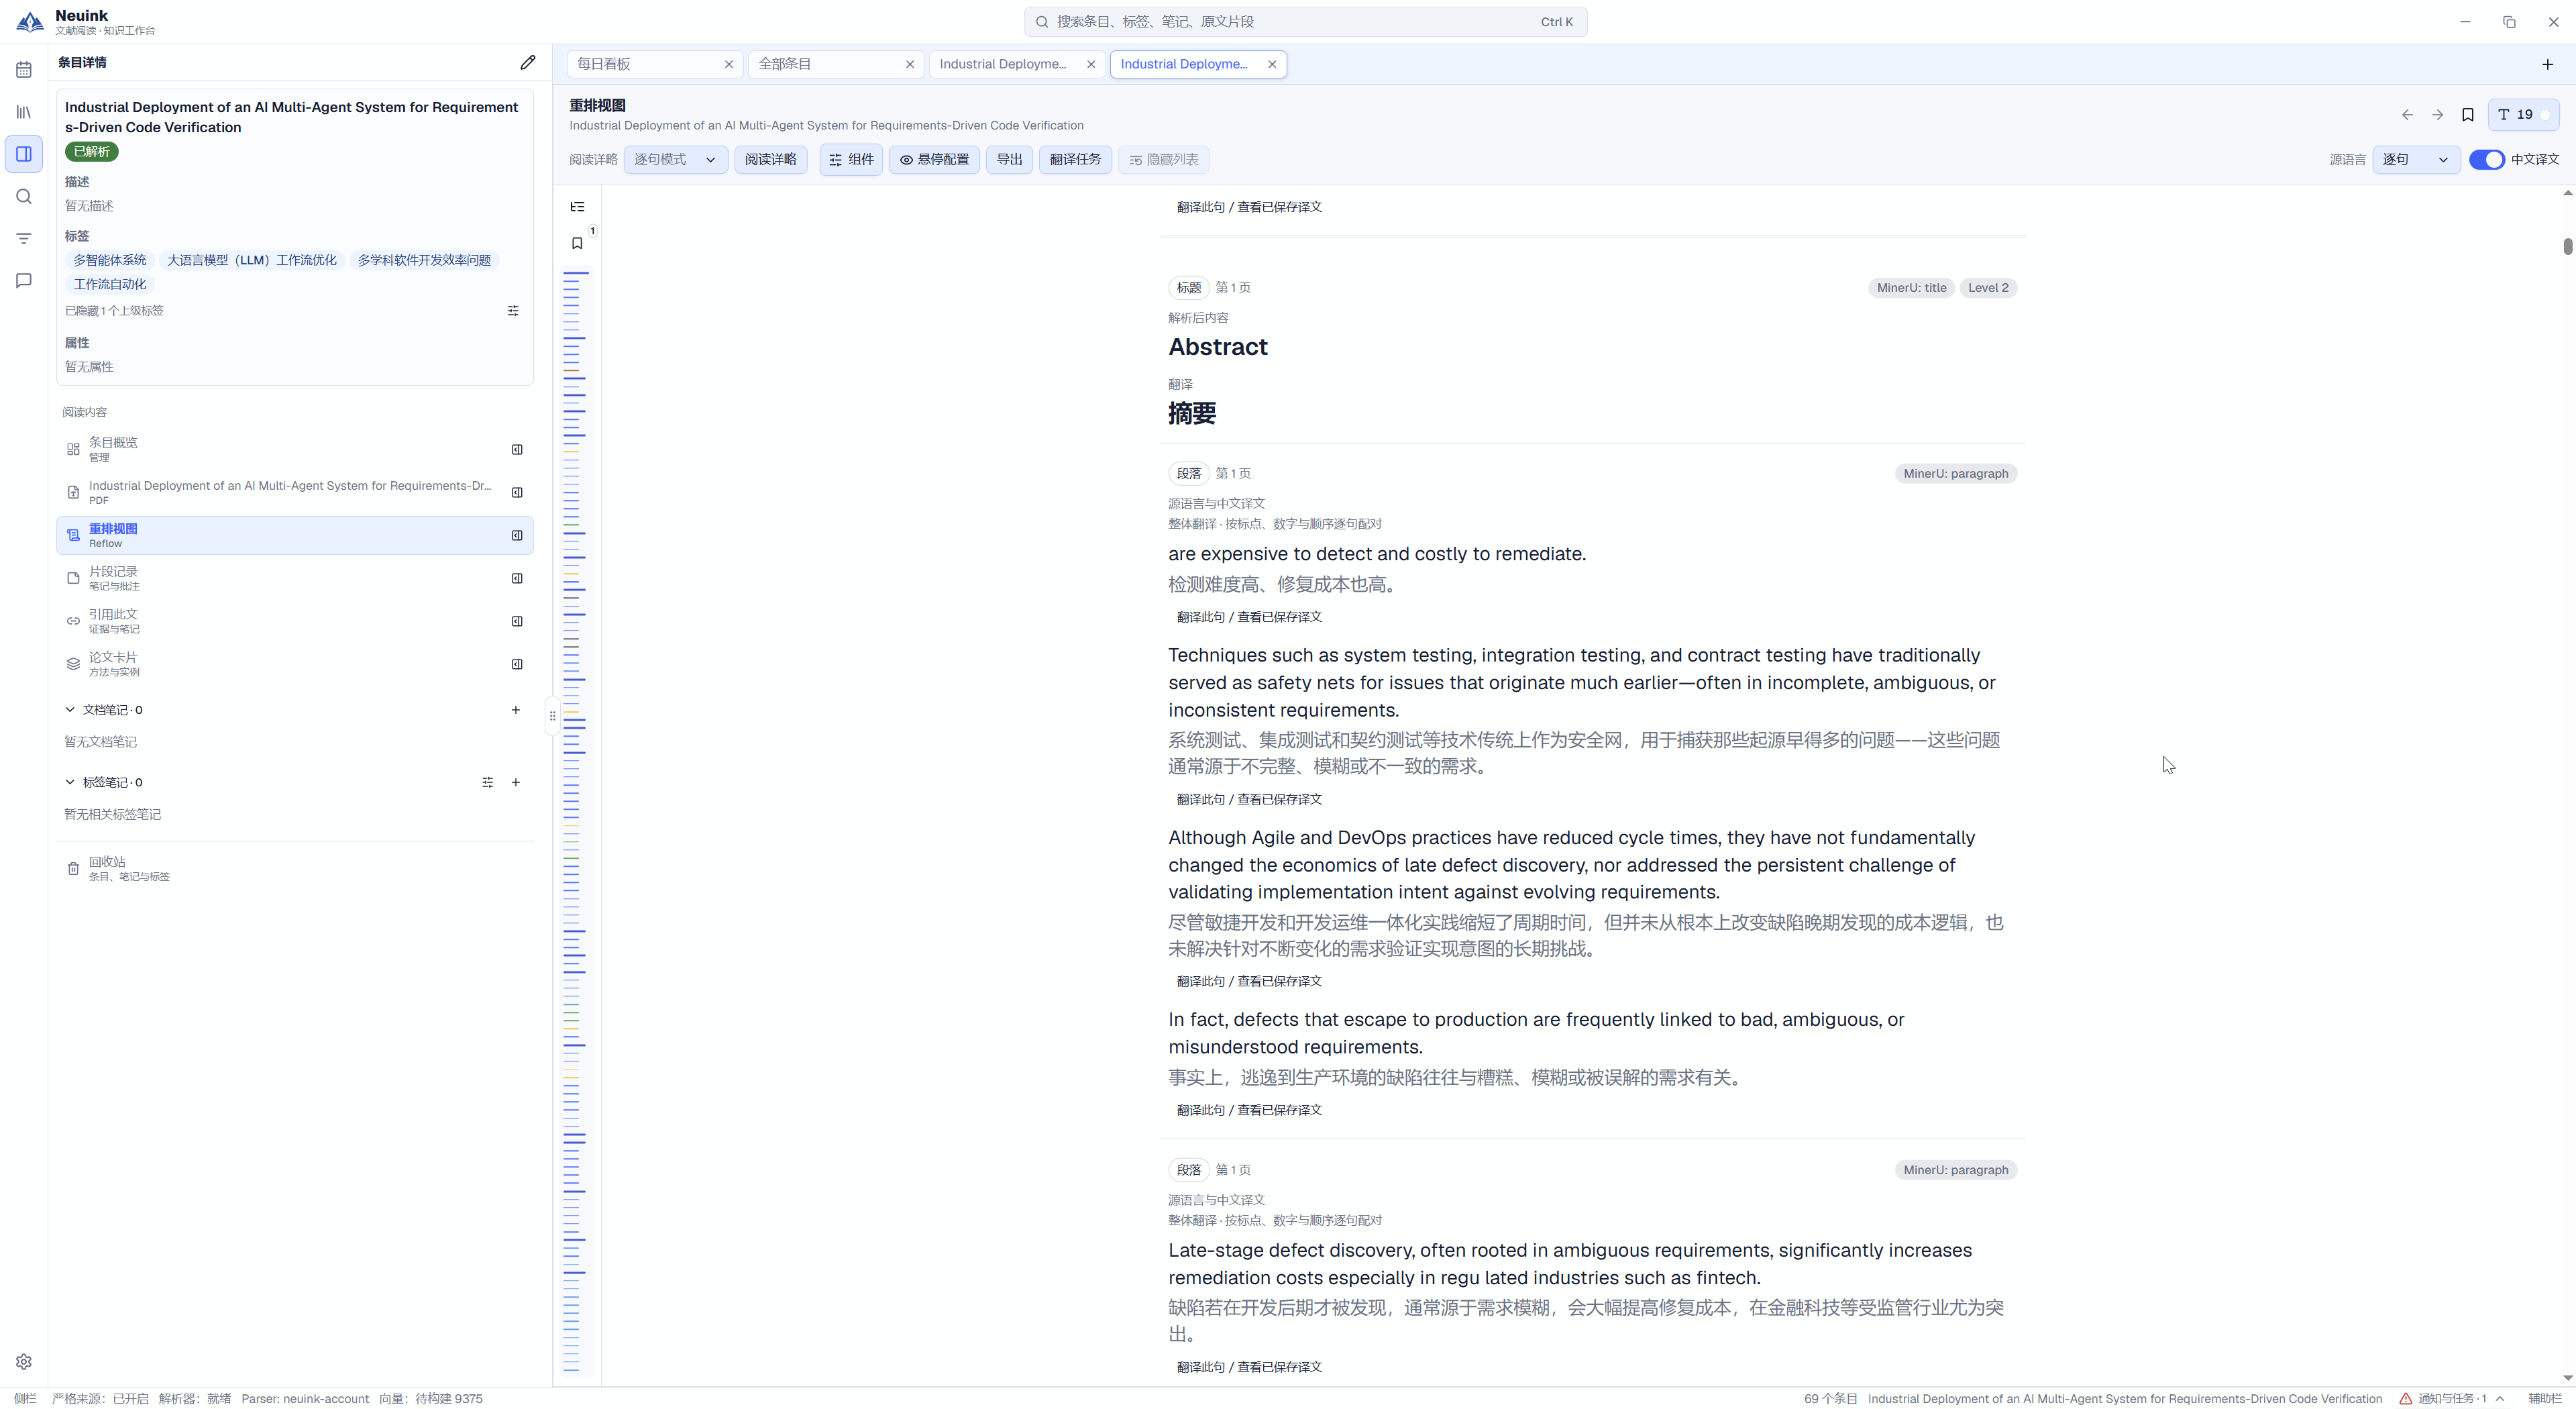 Neuink
文献阅读 · 知识工作台
搜索条目、标签、笔记、原文片段
Ctrl K
条目详情
每日看板
全部条目
Industrial Deployme...
Industrial Deployme...
Industrial Deployment of an AI Multi-Agent System for Requirement
s-Driven Code Verification
已解析
描述
暂无描述
标签
多智能体系统
大语言模型（LLM）工作流优化
多学科软件开发效率问题
工作流自动化
已隐藏 1 个上级标签
属性
暂无属性
阅读内容
条目概览
管理
Industrial Deployment of an AI Multi-Agent System for Requirements-Dr...
PDF
重排视图
Reflow
片段记录
笔记与批注
引用此文
证据与笔记
论文卡片
方法与实例
文档笔记 · 0
暂无文档笔记
标签笔记 · 0
暂无相关标签笔记
回收站
条目、笔记与标签
重排视图
Industrial Deployment of an AI Multi-Agent System for Requirements-Driven Code Verification
19
阅读详略
逐句模式
阅读详略
组件
悬停配置
导出
翻译任务
隐藏列表
源语言
逐句
中文译文
1
翻译此句 / 查看已保存译文
标题
第 1 页
MinerU: title
Level 2
解析后内容
Abstract
翻译
摘要
段落
第 1 页
MinerU: paragraph
源语言与中文译文
整体翻译 · 按标点、数字与顺序逐句配对
are expensive to detect and costly to remediate.
检测难度高、修复成本也高。
翻译此句 / 查看已保存译文
Techniques such as system testing, integration testing, and contract testing have traditionally
served as safety nets for issues that originate much earlier—often in incomplete, ambiguous, or
inconsistent requirements.
系统测试、集成测试和契约测试等技术传统上作为安全网，用于捕获那些起源早得多的问题——这些问题
通常源于不完整、模糊或不一致的需求。
翻译此句 / 查看已保存译文
Although Agile and DevOps practices have reduced cycle times, they have not fundamentally
changed the economics of late defect discovery, nor addressed the persistent challenge of
validating implementation intent against evolving requirements.
尽管敏捷开发和开发运维一体化实践缩短了周期时间，但并未从根本上改变缺陷晚期发现的成本逻辑，也
未解决针对不断变化的需求验证实现意图的长期挑战。
翻译此句 / 查看已保存译文
In fact, defects that escape to production are frequently linked to bad, ambiguous, or
misunderstood requirements.
事实上，逃逸到生产环境的缺陷往往与糟糕、模糊或被误解的需求有关。
翻译此句 / 查看已保存译文
段落
第 1 页
MinerU: paragraph
源语言与中文译文
整体翻译 · 按标点、数字与顺序逐句配对
Late-stage defect discovery, often rooted in ambiguous requirements, significantly increases
remediation costs especially in regu lated industries such as fintech.
缺陷若在开发后期才被发现，通常源于需求模糊，会大幅提高修复成本，在金融科技等受监管行业尤为突
出。
翻译此句 / 查看已保存译文
侧栏
严格来源：已开启
解析器：就绪
Parser: neuink-account
向量：待构建 9375
69 个条目
Industrial Deployment of an AI Multi-Agent System for Requirements-Driven Code Verification
通知与任务 · 1
辅助栏